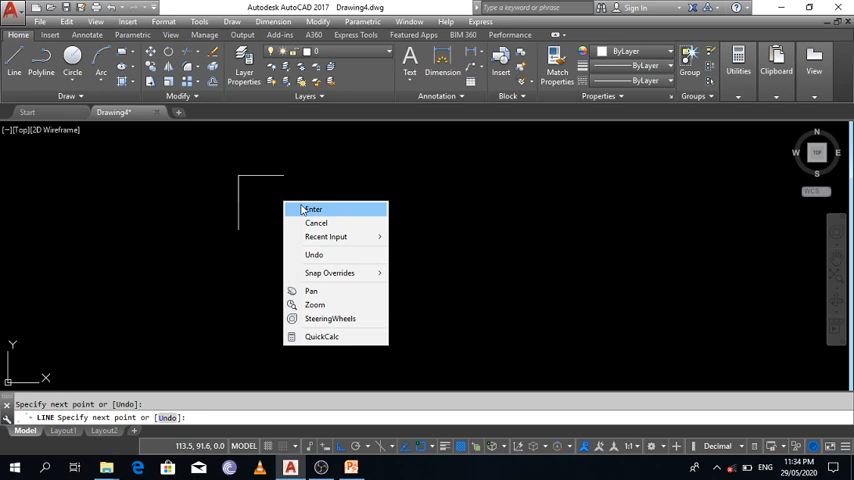 Autodesk AutoCAD 2017 Drawing4.dwg
Type a keyword or phrase
Sign In
File Edit View Insert Format Tools Draw Dimension Modify Parametric Window Help Express
Home Insert Annotate Parametric View Manage Output Add-ins A360 Express Tools Featured Apps BIM 360 Performance
Line Polyline Circle Arc
Layer Properties
0
Text Dimension
Insert
Match Properties
ByLayer
ByLayer
ByLayer
Group
Utilities
Clipboard
View
Draw Modify Layers Annotation Block Properties Groups
Start Drawing4*
[−][Top][2D Wireframe]
N
W TOP E
S
WCS
Enter
Cancel
Recent Input
Undo
Snap Overrides
Pan
Zoom
SteeringWheels
QuickCalc
Y
X
Specify next point or [Undo]:
LINE Specify next point or [Undo]:
Model Layout1 Layout2
113.5, 91.6, 0.0 MODEL 1:1 Decimal
ENG
11:34 PM
29/05/2020